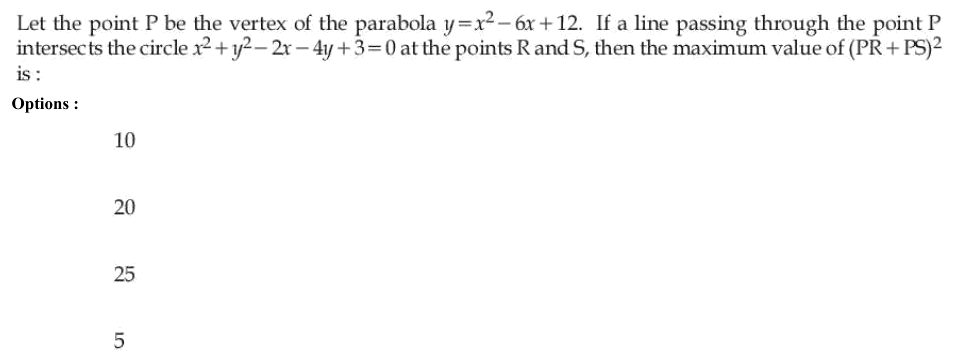 Let the point P be the vertex of the parabola y=x²–6x+12. If a line passing through the point P
intersects the circle x²+y²–2x–4y+3=0 at the points R and S, then the maximum value of (PR+PS)²
is :
Options :
10
20
25
5